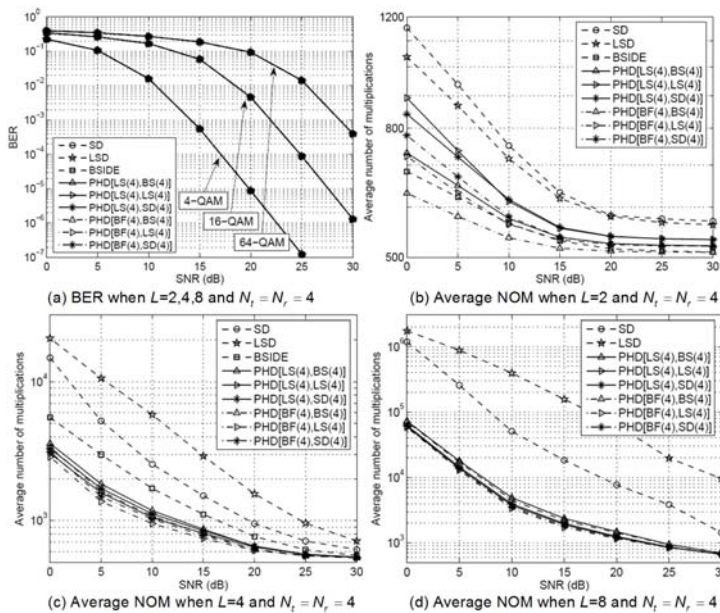 10^0
10^-1
10^-2
10^-3
10^-4
10^-5
10^-6
10^-7
BER
SD
LSD
BSIDE
PHD[LS(4),BS(4)]
PHD[LS(4),LS(4)]
PHD[LS(4),SD(4)]
PHD[BF(4),BS(4)]
PHD[BF(4),LS(4)]
PHD[BF(4),SD(4)]
4-QAM
16-QAM
64-QAM
0 5 10 15 20 25 30
SNR (dB)
(a) BER when L=2,4,8 and N_t = N_r = 4
1200
800
500
Average number of multiplications
SD
LSD
BSIDE
PHD[LS(4),BS(4)]
PHD[LS(4),LS(4)]
PHD[LS(4),SD(4)]
PHD[BF(4),BS(4)]
PHD[BF(4),LS(4)]
PHD[BF(4),SD(4)]
0 5 10 15 20 25 30
SNR (dB)
(b) Average NOM when L=2 and N_t = N_r = 4
10^4
10^3
Average number of multiplications
SD
LSD
BSIDE
PHD[LS(4),BS(4)]
PHD[LS(4),LS(4)]
PHD[LS(4),SD(4)]
PHD[BF(4),BS(4)]
PHD[BF(4),LS(4)]
PHD[BF(4),SD(4)]
0 5 10 15 20 25 30
SNR (dB)
(c) Average NOM when L=4 and N_t = N_r = 4
10^6
10^5
10^4
10^3
Average number of multiplications
SD
LSD
PHD[LS(4),BS(4)]
PHD[LS(4),LS(4)]
PHD[LS(4),SD(4)]
PHD[BF(4),BS(4)]
PHD[BF(4),LS(4)]
PHD[BF(4),SD(4)]
0 5 10 15 20 25 30
SNR (dB)
(d) Average NOM when L=8 and N_t = N_r = 4